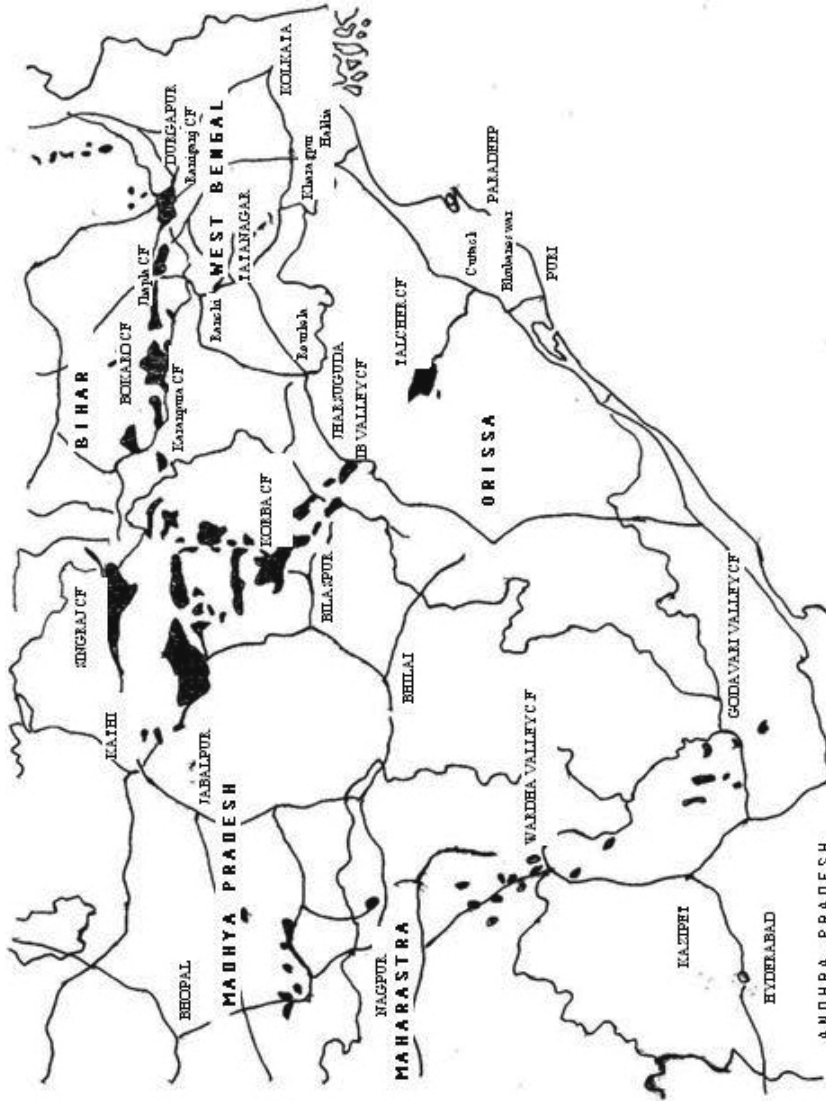 BIHAR
BOKARO CF
Karanpura CF
Jharia CF
DURGAPUR
Raniganj CF
WEST BENGAL
KOLKATA
Ranchi
TATANAGAR
Kharagpur
Haldia
Rourkela
SINGRAULI CF
KATHI
KORBA CF
BILASPUR
JHARSUGUDA
IB VALLEY CF
TALCHER CF
Cuttack
Bhubaneswar
PARADEEP
PURI
ORISSA
BHOPAL
JABALPUR
MADHYA PRADESH
BHILAI
NAGPUR
MAHARASTRA
WARDHA VALLEY CF
GODAVARI VALLEY CF
KAZIPET
HYDERABAD
ANDHRA PRADESH